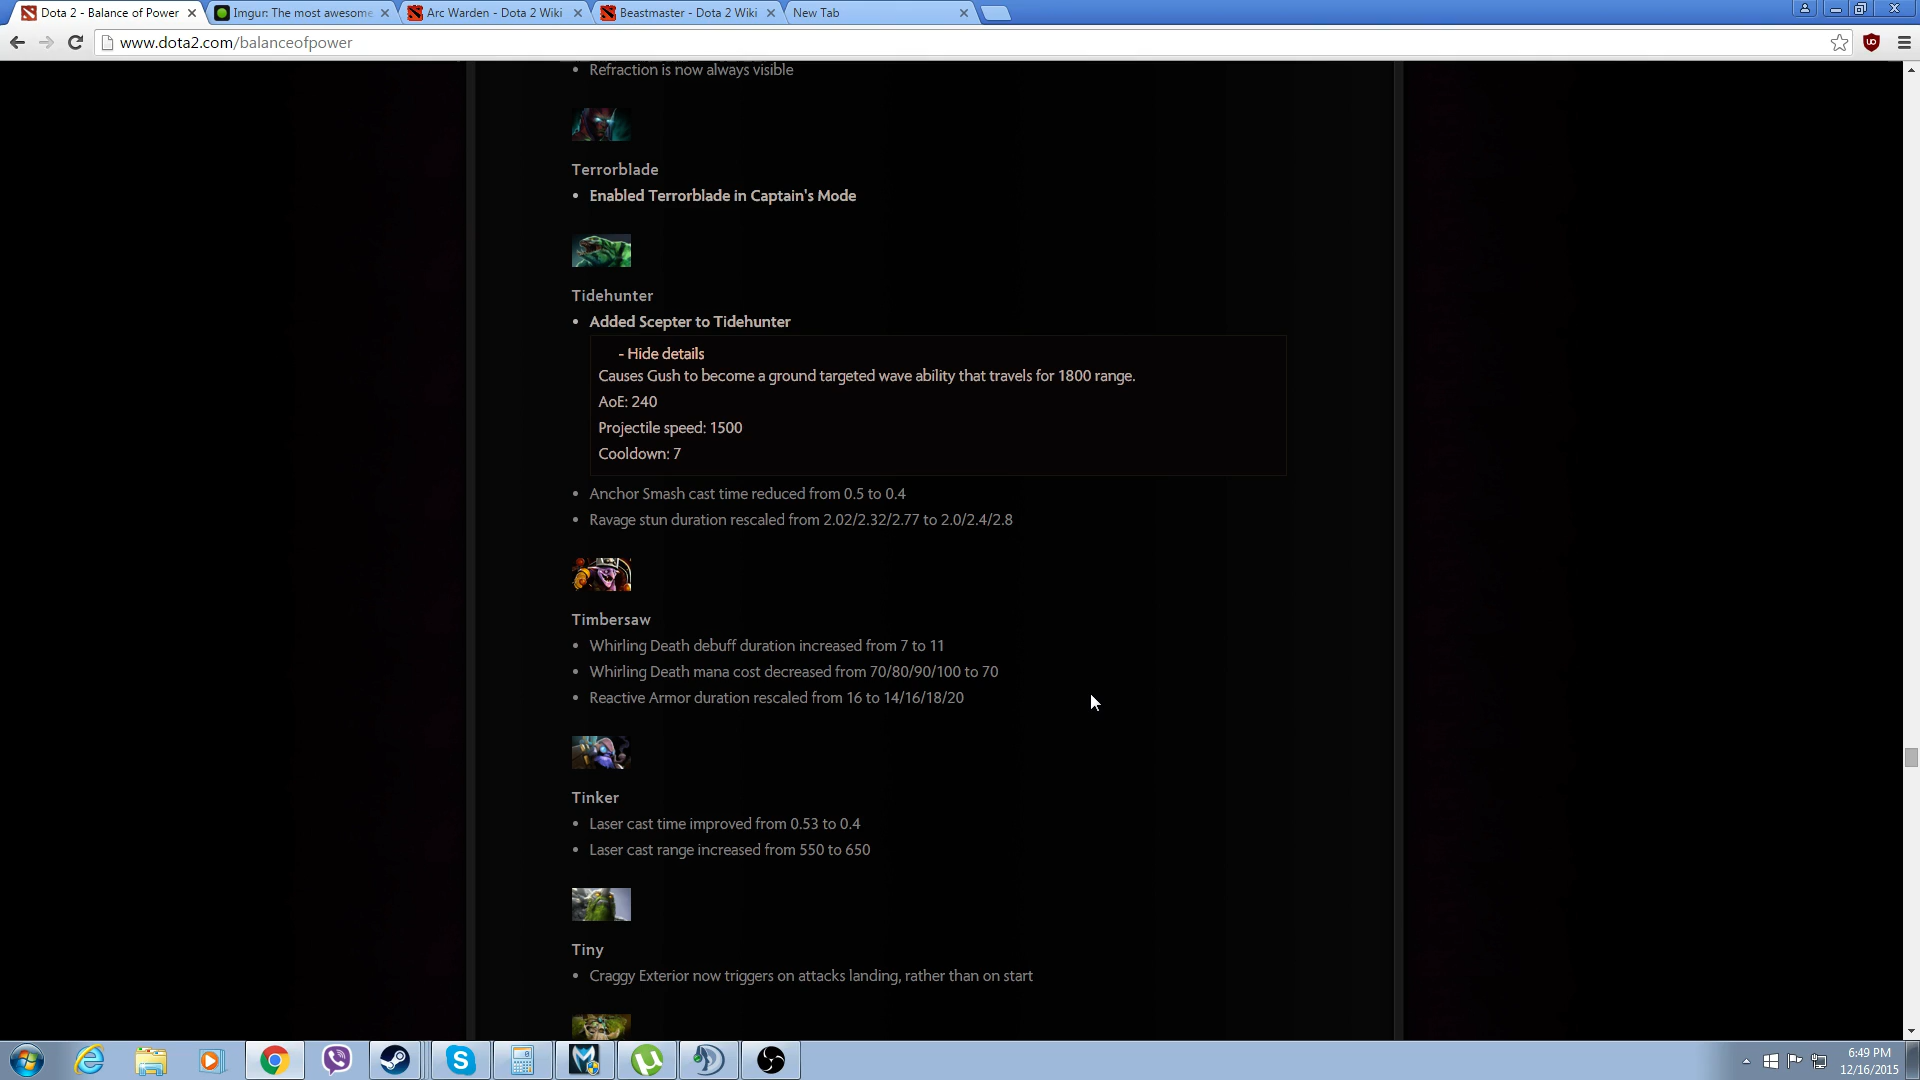 Dota 2 - Balance of Power
Imgur: The most awesome
Arc Warden - Dota 2 Wiki
Beastmaster - Dota 2 Wiki
New Tab
www.dota2.com/balanceofpower
• Refraction is now always visible
Terrorblade
• Enabled Terrorblade in Captain's Mode
Tidehunter
• Added Scepter to Tidehunter
- Hide details
Causes Gush to become a ground targeted wave ability that travels for 1800 range.
AoE: 240
Projectile speed: 1500
Cooldown: 7
• Anchor Smash cast time reduced from 0.5 to 0.4
• Ravage stun duration rescaled from 2.02/2.32/2.77 to 2.0/2.4/2.8
Timbersaw
• Whirling Death debuff duration increased from 7 to 11
• Whirling Death mana cost decreased from 70/80/90/100 to 70
• Reactive Armor duration rescaled from 16 to 14/16/18/20
Tinker
• Laser cast time improved from 0.53 to 0.4
• Laser cast range increased from 550 to 650
Tiny
• Craggy Exterior now triggers on attacks landing, rather than on start
6:49 PM
12/16/2015